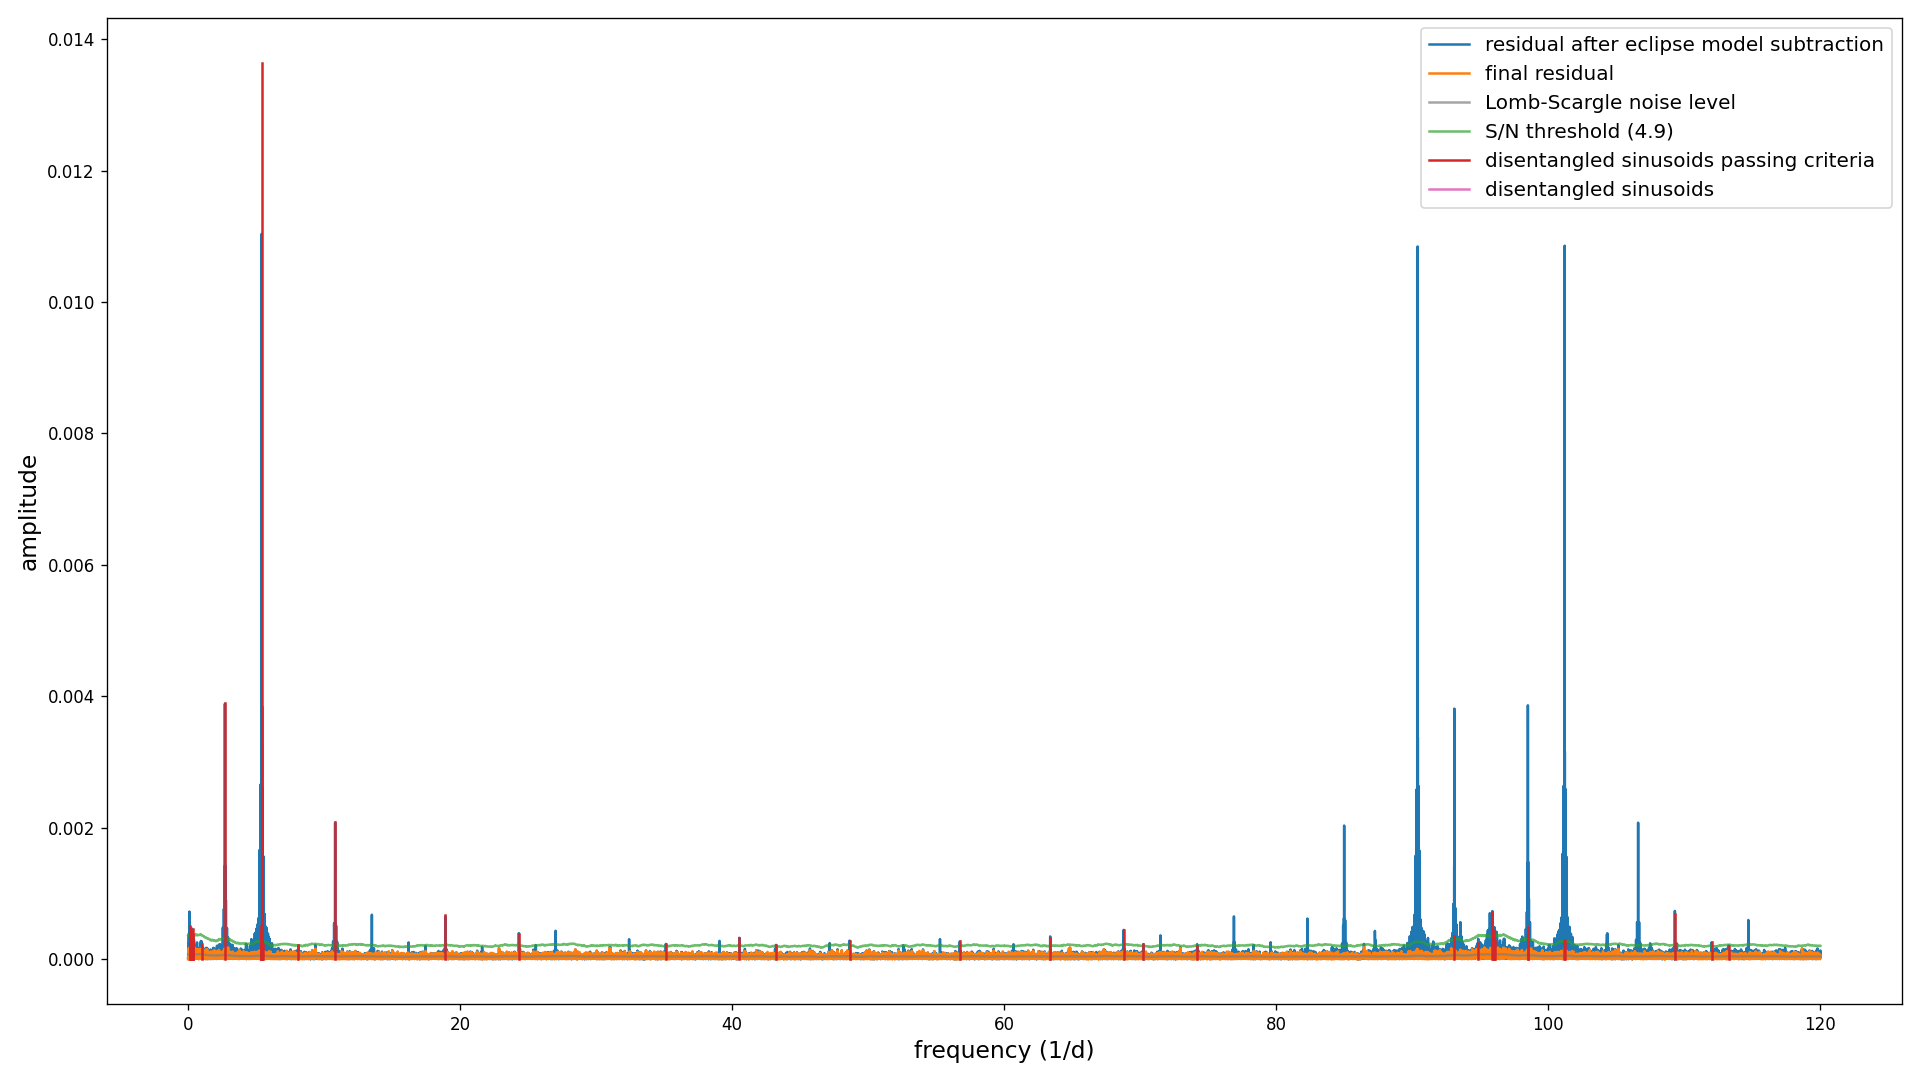 0.014
0.012
0.010
0.008
0.006
0.004
0.002
0.000
amplitude
0
20
40
60
80
100
120
frequency (1/d)
residual after eclipse model subtraction
final residual
Lomb-Scargle noise level
S/N threshold (4.9)
disentangled sinusoids passing criteria
disentangled sinusoids